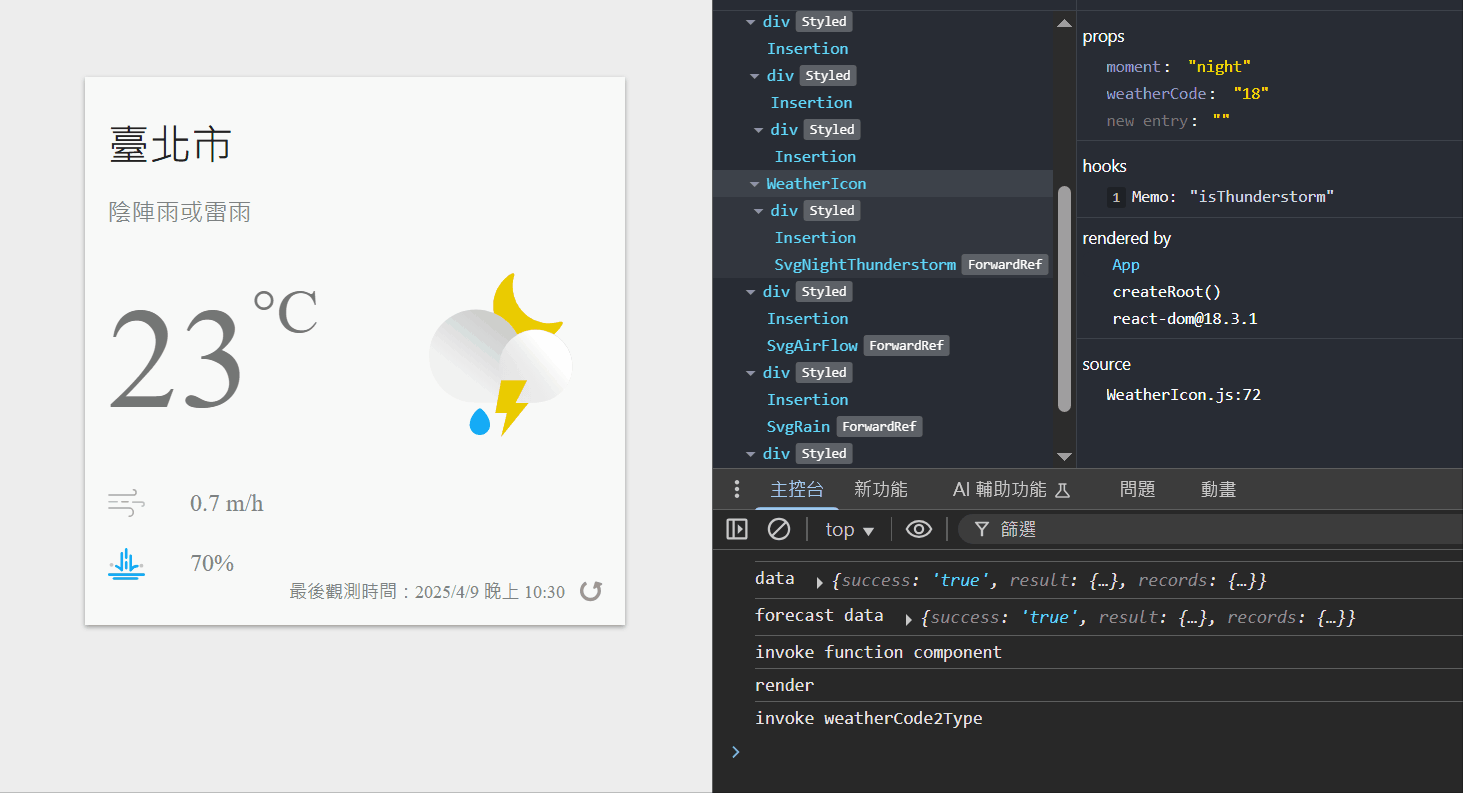 臺北市
陰陣雨或雷雨
23 °C
0.7 m/h
70%
最後觀測時間：2025/4/9 晚上 10:30
div Styled
Insertion
div Styled
Insertion
div Styled
Insertion
WeatherIcon
div Styled
Insertion
SvgNightThunderstorm ForwardRef
div Styled
Insertion
SvgAirFlow ForwardRef
div Styled
Insertion
SvgRain ForwardRef
div Styled
props
moment: "night"
weatherCode: "18"
new entry: ""
hooks
1 Memo: "isThunderstorm"
rendered by
App
createRoot()
react-dom@18.3.1
source
WeatherIcon.js:72
主控台 新功能 AI 輔助功能 問題 動畫
top ▼ 篩選
data ▶ {success: 'true', result: {…}, records: {…}}
forecast data ▶ {success: 'true', result: {…}, records: {…}}
invoke function component
render
invoke weatherCode2Type
>